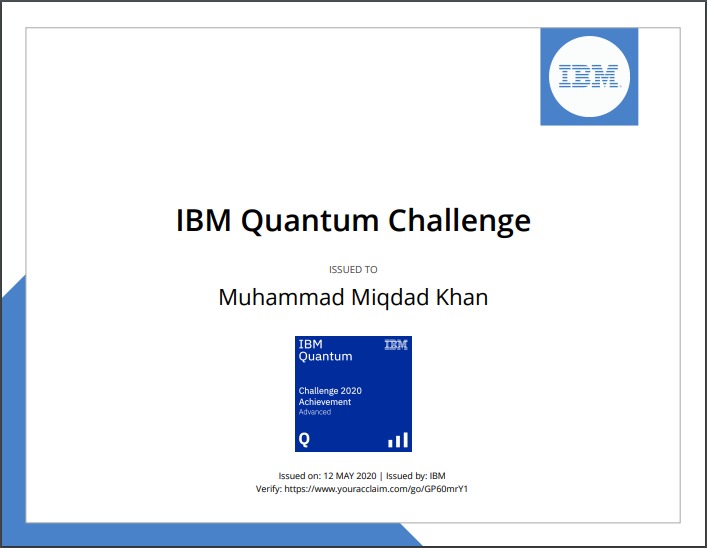 IBM
IBM Quantum Challenge
ISSUED TO
Muhammad Miqdad Khan
IBM
Quantum
IBM
Challenge 2020
Achievement
Advanced
Q
Issued on: 12 MAY 2020 | Issued by: IBM
Verify: https://www.youracclaim.com/go/GP60mrY1